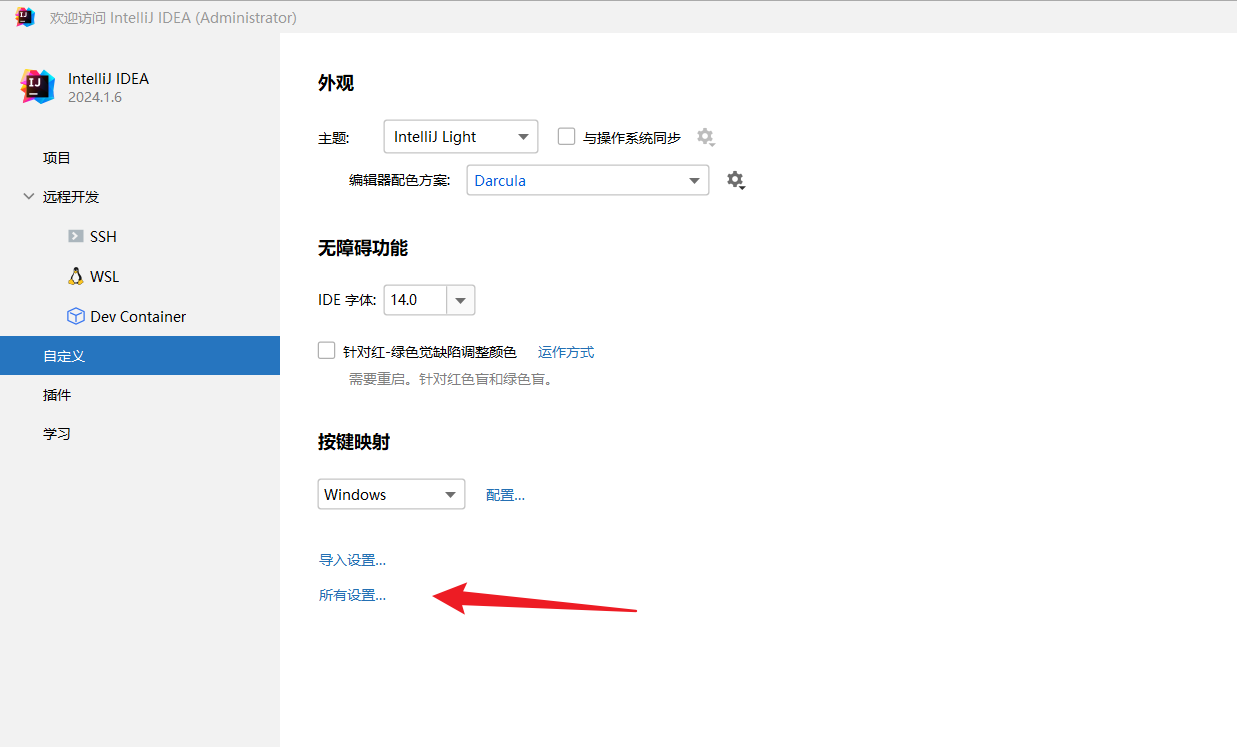 欢迎访问 IntelliJ IDEA (Administrator)
IntelliJ IDEA
2024.1.6
项目
远程开发
SSH
WSL
Dev Container
自定义
插件
学习
外观
主题: IntelliJ Light 与操作系统同步
编辑器配色方案: Darcula
无障碍功能
IDE 字体: 14.0
针对红-绿色觉缺陷调整颜色 运作方式
需要重启。针对红色盲和绿色盲。
按键映射
Windows 配置...
导入设置...
所有设置...